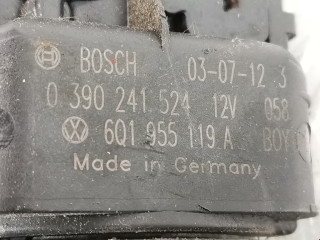 BOSCH 03-07-12 3
0 390 241 524 12V 058
6Q1 955 119 A BOY
Made in Germany